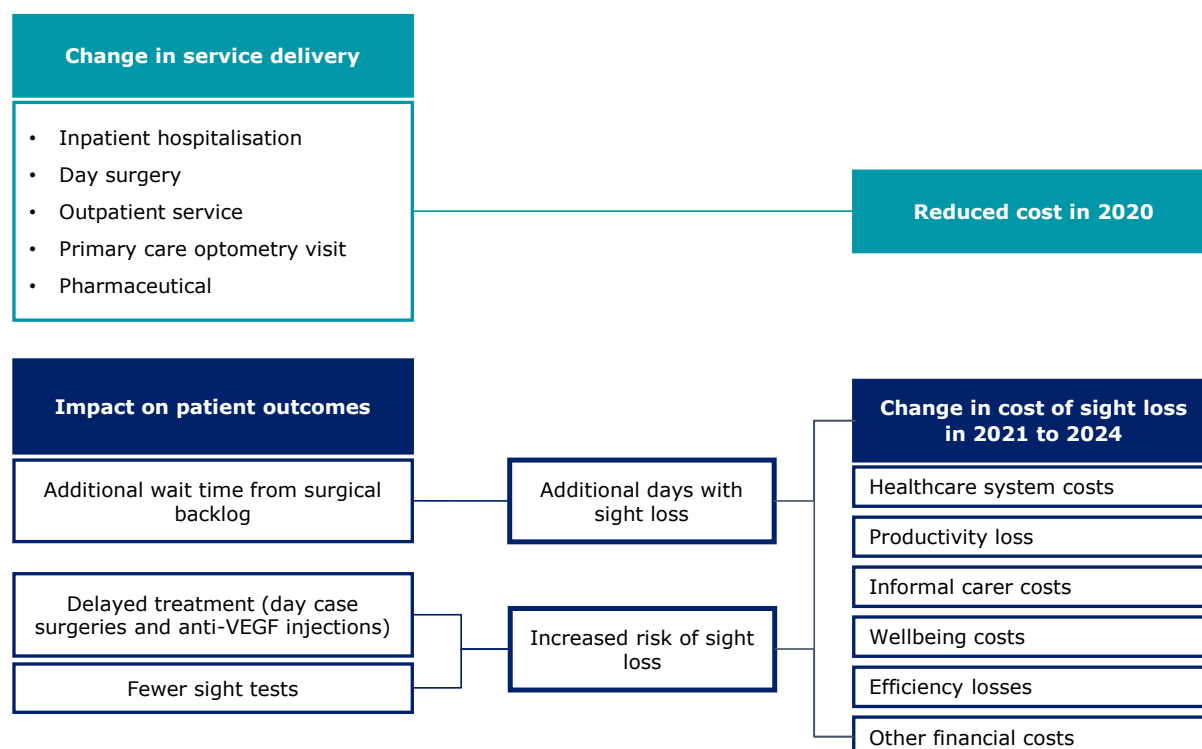 Change in service delivery
• Inpatient hospitalisation
• Day surgery
• Outpatient service
• Primary care optometry visit
• Pharmaceutical
Reduced cost in 2020
Impact on patient outcomes
Additional wait time from surgical
backlog
Delayed treatment (day case
surgeries and anti-VEGF injections)
Fewer sight tests
Additional days with
sight loss
Increased risk of sight
loss
Change in cost of sight loss
in 2021 to 2024
Healthcare system costs
Productivity loss
Informal carer costs
Wellbeing costs
Efficiency losses
Other financial costs